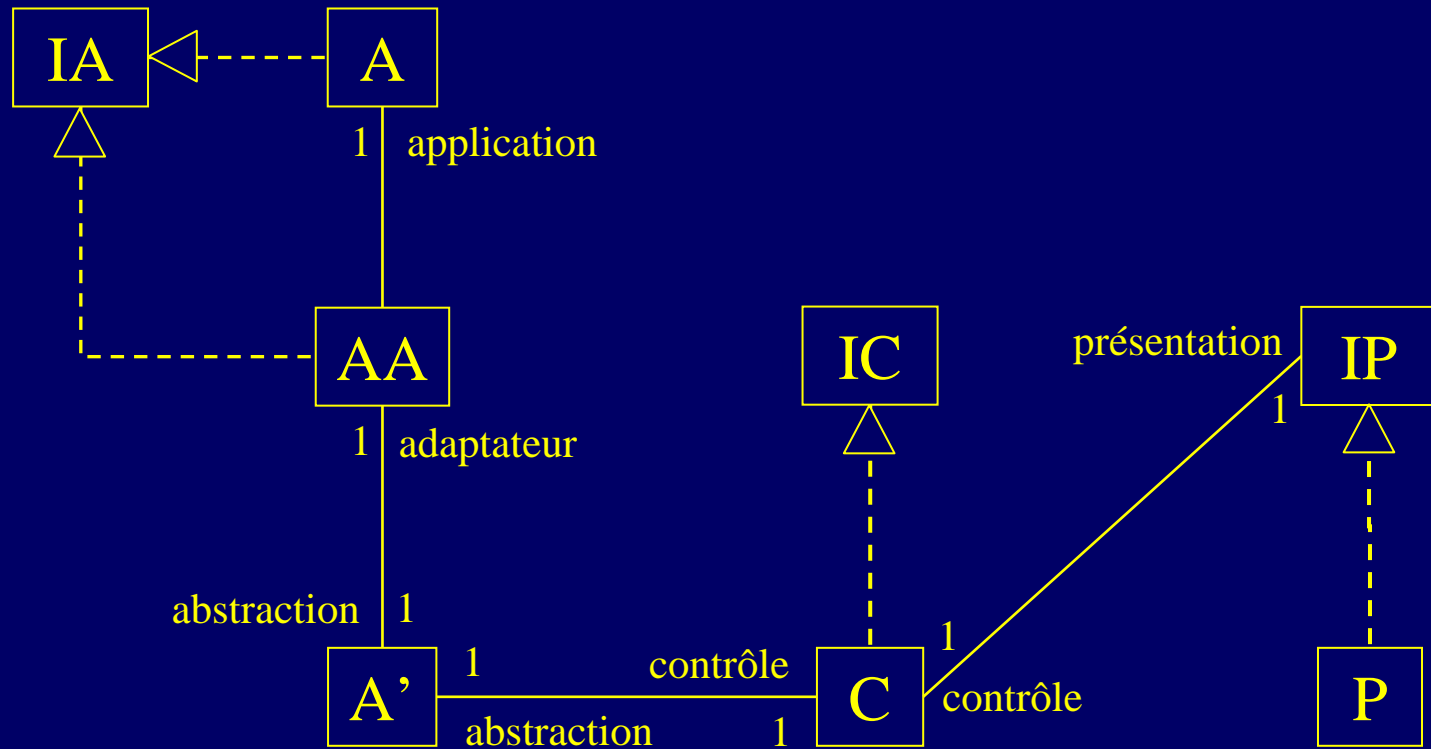 IA
A
1 application
AA
IC
présentation
IP
1
1 adaptateur
abstraction 1
1
1
contrôle
A’
C
contrôle
P
abstraction
1